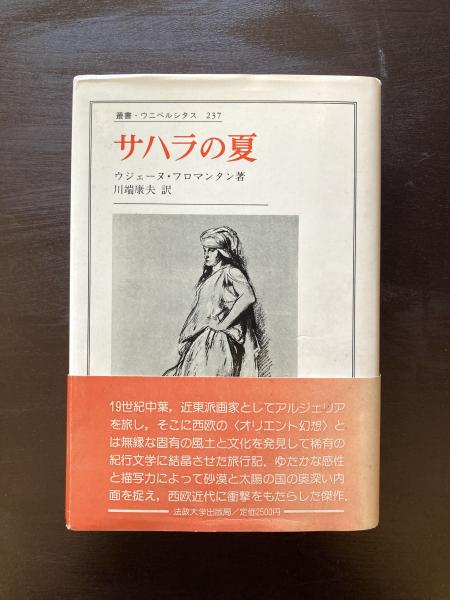 叢書・ウニベルシタス 237
サハラの夏
ウジェーヌ・フロマンタン著
川端康夫 訳
19世紀中葉，近東派画家としてアルジェリア
を旅し，そこに西欧の〈オリエント幻想〉と
は無縁な固有の風土と文化を発見して稀有の
紀行文学に結晶させた旅行記．ゆたかな感性
と描写力によって砂漠と太陽の国の奥深い内
面を捉え，西欧近代に衝撃をもたらした傑作．
法政大学出版局／定価2500円